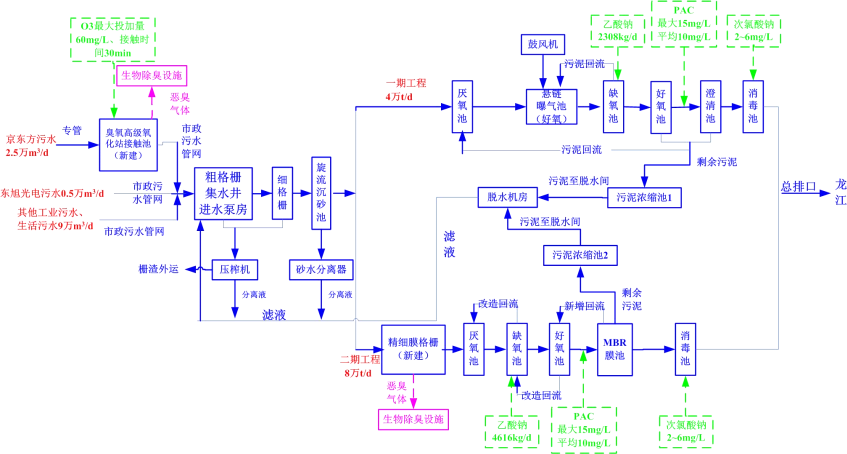 O3最大投加量
60mg/L、接触时
间30min
生物除臭设施
恶臭
气体
京东方污水
2.5万m³/d
专管
臭氧高级氧
化站接触池
（新建）
市政
污水
管网
东旭光电污水0.5万m³/d
市政污
水管网
其他工业污水、
生活污水9万m³/d
市政污水管网
粗格栅
集水井
进水泵房
细格栅
旋流沉砂池
栅渣外运
压榨机
砂水分离器
分离液
分离液
滤液
滤液
一期工程
4万t/d
厌氧池
鼓风机
悬链
曝气池
（好氧）
污泥回流
乙酸钠
2308kg/d
缺氧池
好氧池
PAC
最大15mg/L
平均10mg/L
澄清池
次氯酸钠
2~6mg/L
消毒池
污泥回流
剩余污泥
污泥浓缩池1
污泥至脱水间
脱水机房
污泥至脱水间
污泥浓缩池2
剩余
污泥
总排口
龙江
二期工程
8万t/d
精细膜格栅
（新建）
恶臭
气体
生物除臭设施
厌氧池
改造回流
缺氧池
好氧池
新增回流
MBR
膜池
消毒池
改造回流
乙酸钠
4616kg/d
PAC
最大15mg/L
平均10mg/L
次氯酸钠
2~6mg/L